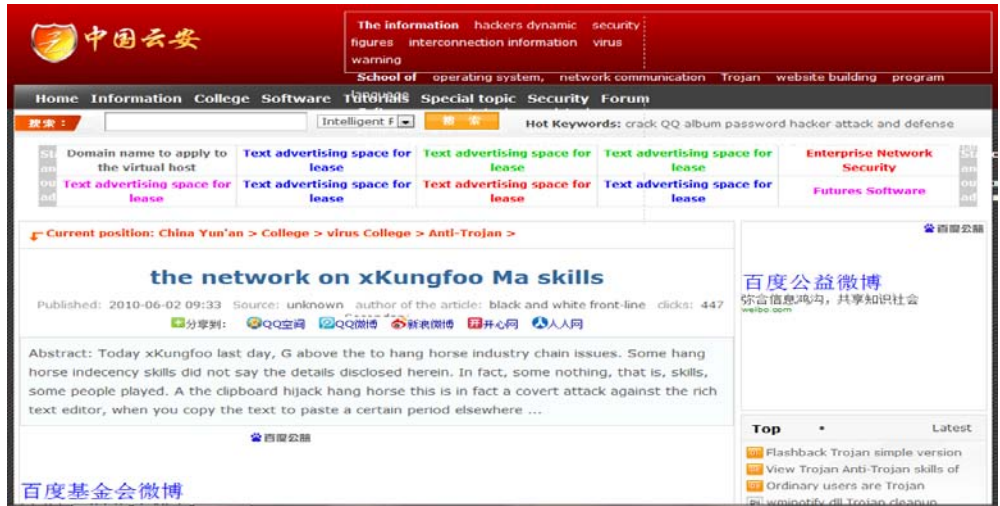 中国云安
The information hackers dynamic security
figures interconnection information virus
warning
School of operating system, network communication Trojan website building program
Home Information College Software Tutorials Special topic Security Forum
搜索：
Intelligent F
搜 索
Hot Keywords: crack QQ album password hacker attack and defense
Domain name to apply to the virtual host
Text advertising space for lease
Text advertising space for lease
Text advertising space for lease
Enterprise Network Security
Text advertising space for lease
Text advertising space for lease
Text advertising space for lease
Text advertising space for lease
Futures Software
Current position: China Yun'an > College > virus College > Anti-Trojan >
the network on xKungfoo Ma skills
Published: 2010-06-02 09:33 Source: unknown author of the article: black and white front-line clicks: 447
分享到： QQ空间 QQ微博 新浪微博 开心网 人人网
Abstract: Today xKungfoo last day, G above the to hang horse industry chain issues. Some hang
horse indecency skills did not say the details disclosed herein. In fact, some nothing, that is, skills,
some people played. A the clipboard hijack hang horse this is in fact a covert attack against the rich
text editor, when you copy the text to paste a certain period elsewhere ...
百度公益
百度基金会微博
百度公益
百度公益微博
弥合信息鸿沟，共享知识社会
weibo.com
Top • Latest
Flashback Trojan simple version
View Trojan Anti-Trojan skills of
Ordinary users are Trojan
wminotify dll Trojan cleanup